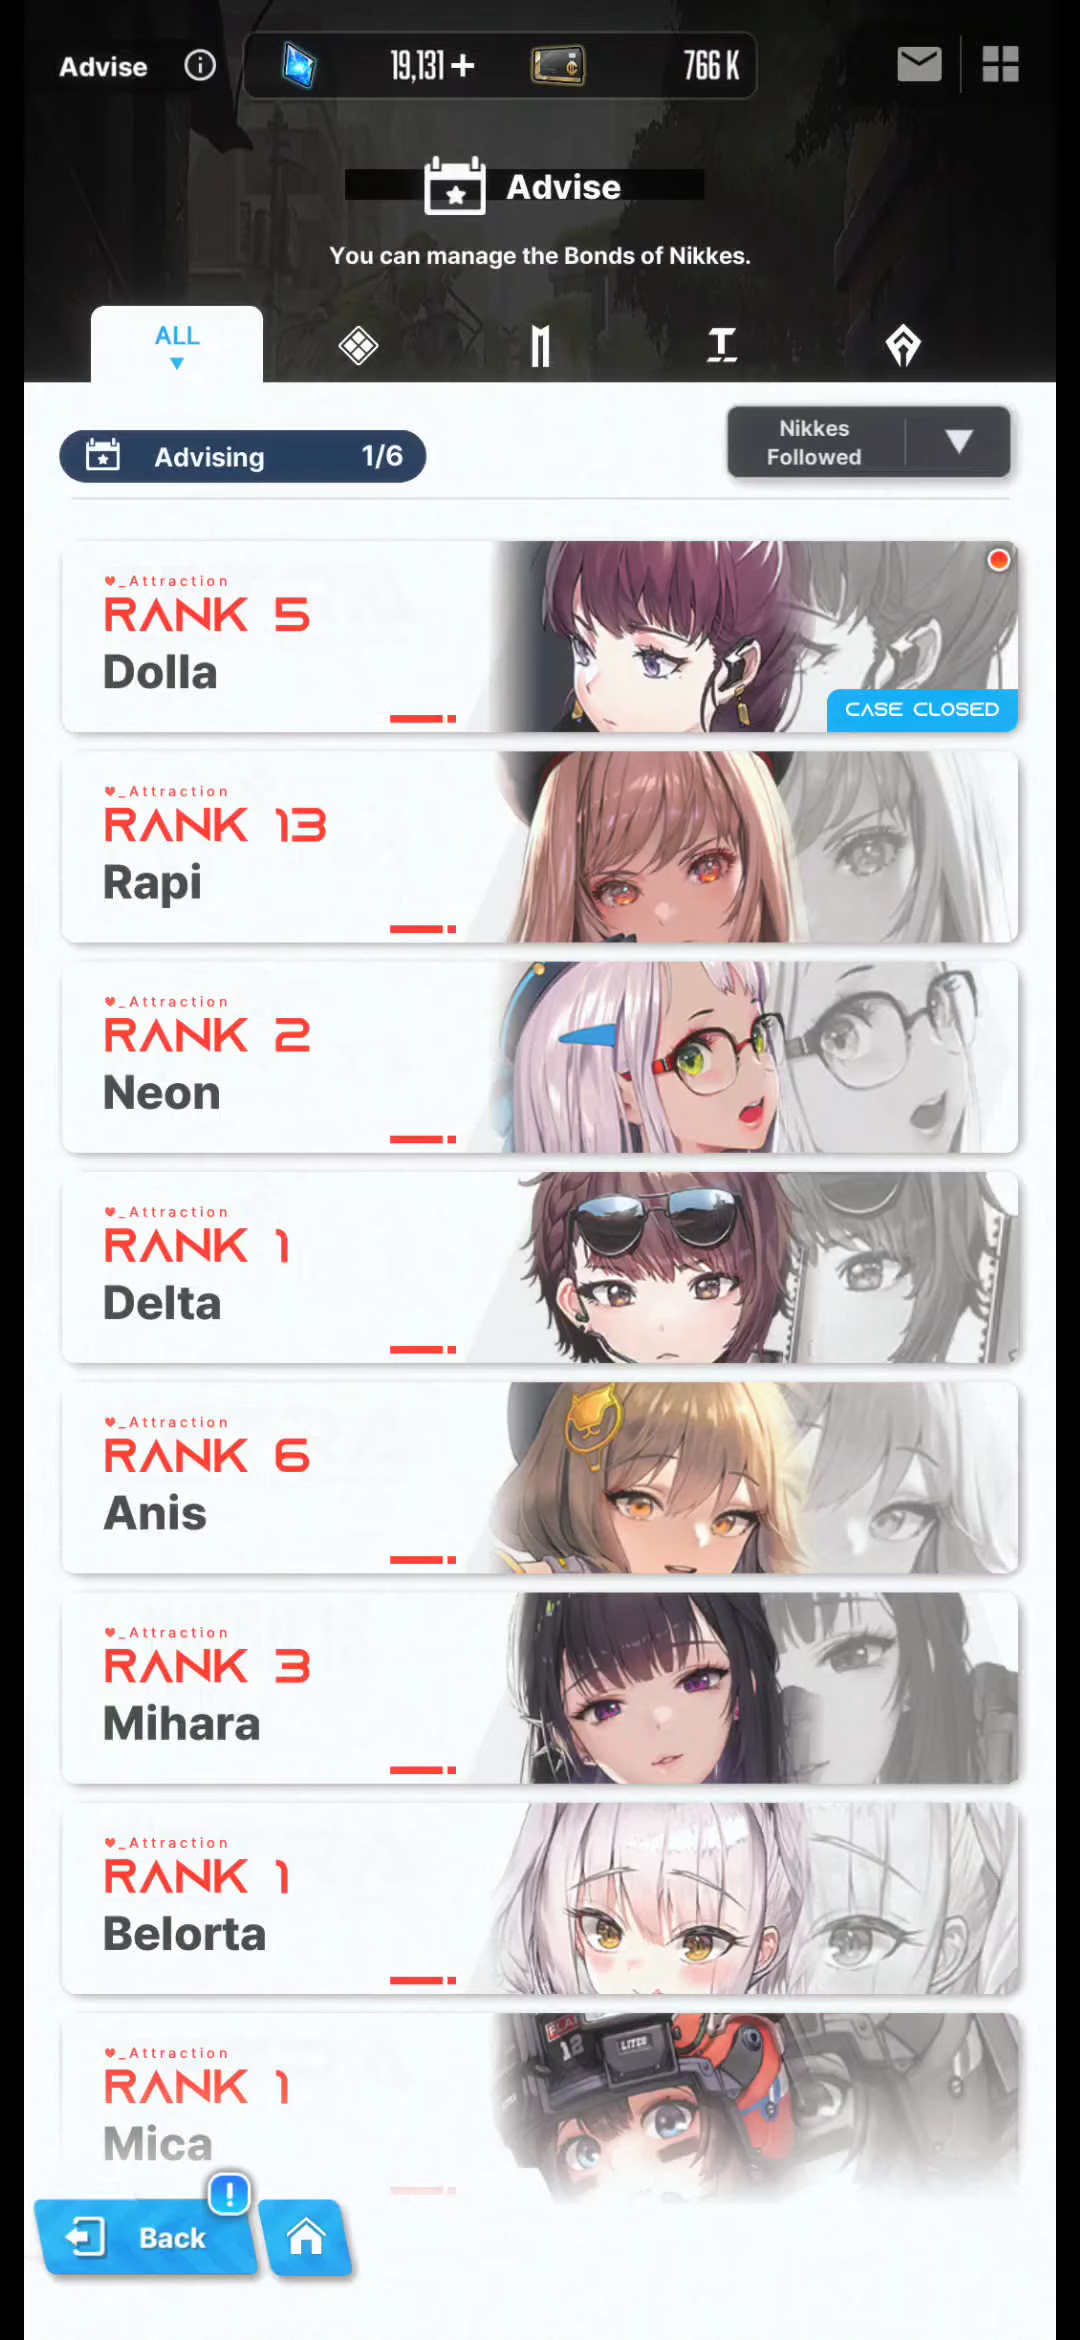 Advise
19,131
766 K
Advise
You can manage the Bonds of Nikkes.
ALL
Advising 1/6
Nikkes
Followed
Attraction
RANK 5
Dolla
CASE CLOSED
Attraction
RANK 13
Rapi
Attraction
RANK 2
Neon
Attraction
RANK 1
Delta
Attraction
RANK 6
Anis
Attraction
RANK 3
Mihara
Attraction
RANK 1
Belorta
Attraction
RANK 1
Mica
12
Back